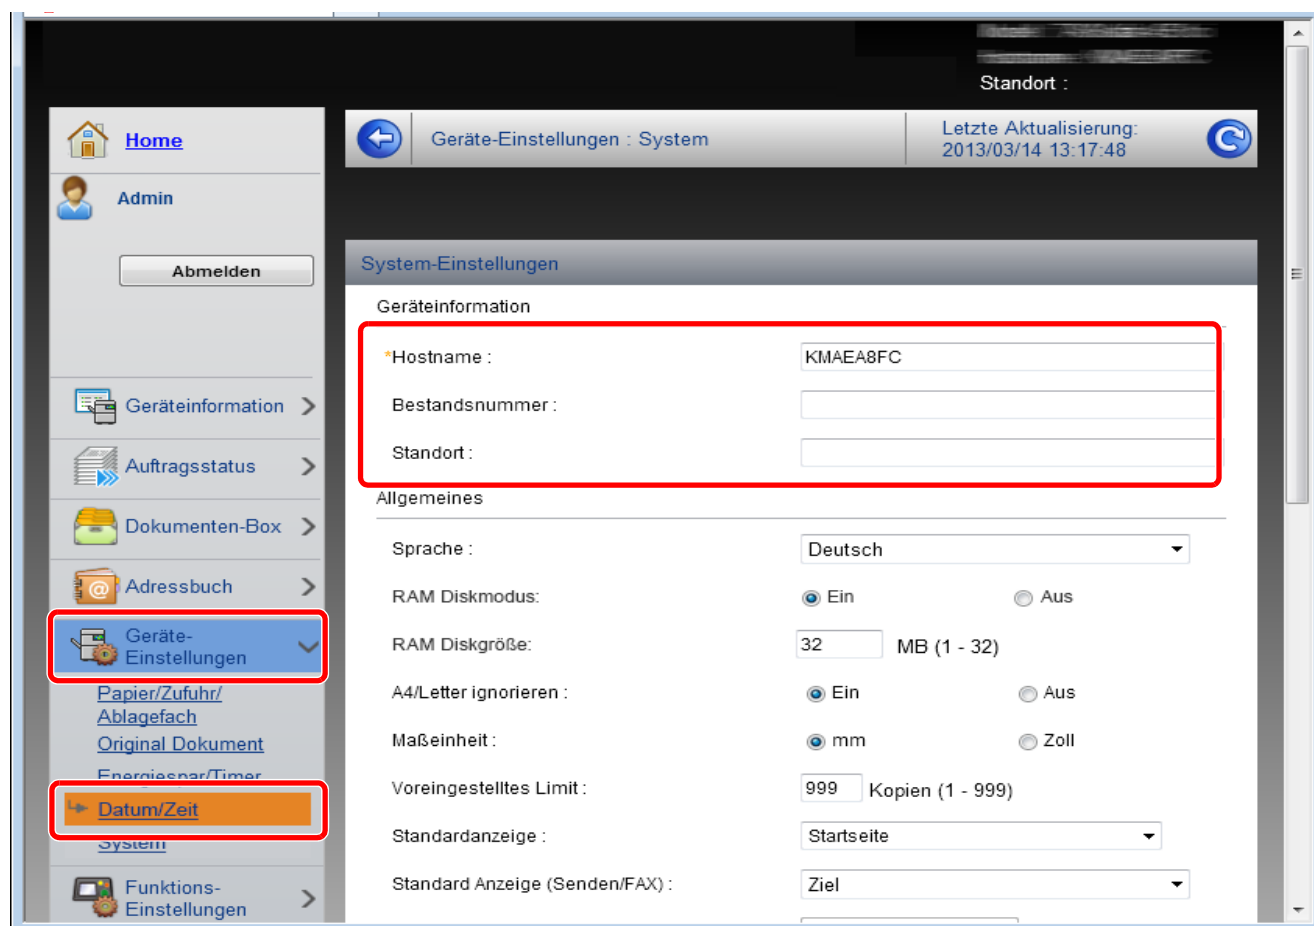 Standort :
Home
Geräte-Einstellungen : System
Letzte Aktualisierung:
2013/03/14 13:17:48
Admin
Abmelden
System-Einstellungen
Geräteinformation
*Hostname :
KMAEA8FC
Bestandsnummer :
Standort :
Geräteinformation
Auftragsstatus
Dokumenten-Box
Adressbuch
Geräte-
Einstellungen
Papier/Zufuhr/
Ablagefach
Original Dokument
Energiespar/Timer
Datum/Zeit
System
Funktions-
Einstellungen
Allgemeines
Sprache :
Deutsch
RAM Diskmodus:
Ein
Aus
RAM Diskgröße:
32
MB (1 - 32)
A4/Letter ignorieren :
Ein
Aus
Maßeinheit :
mm
Zoll
Voreingestelltes Limit :
999
Kopien (1 - 999)
Standardanzeige :
Startseite
Standard Anzeige (Senden/FAX) :
Ziel